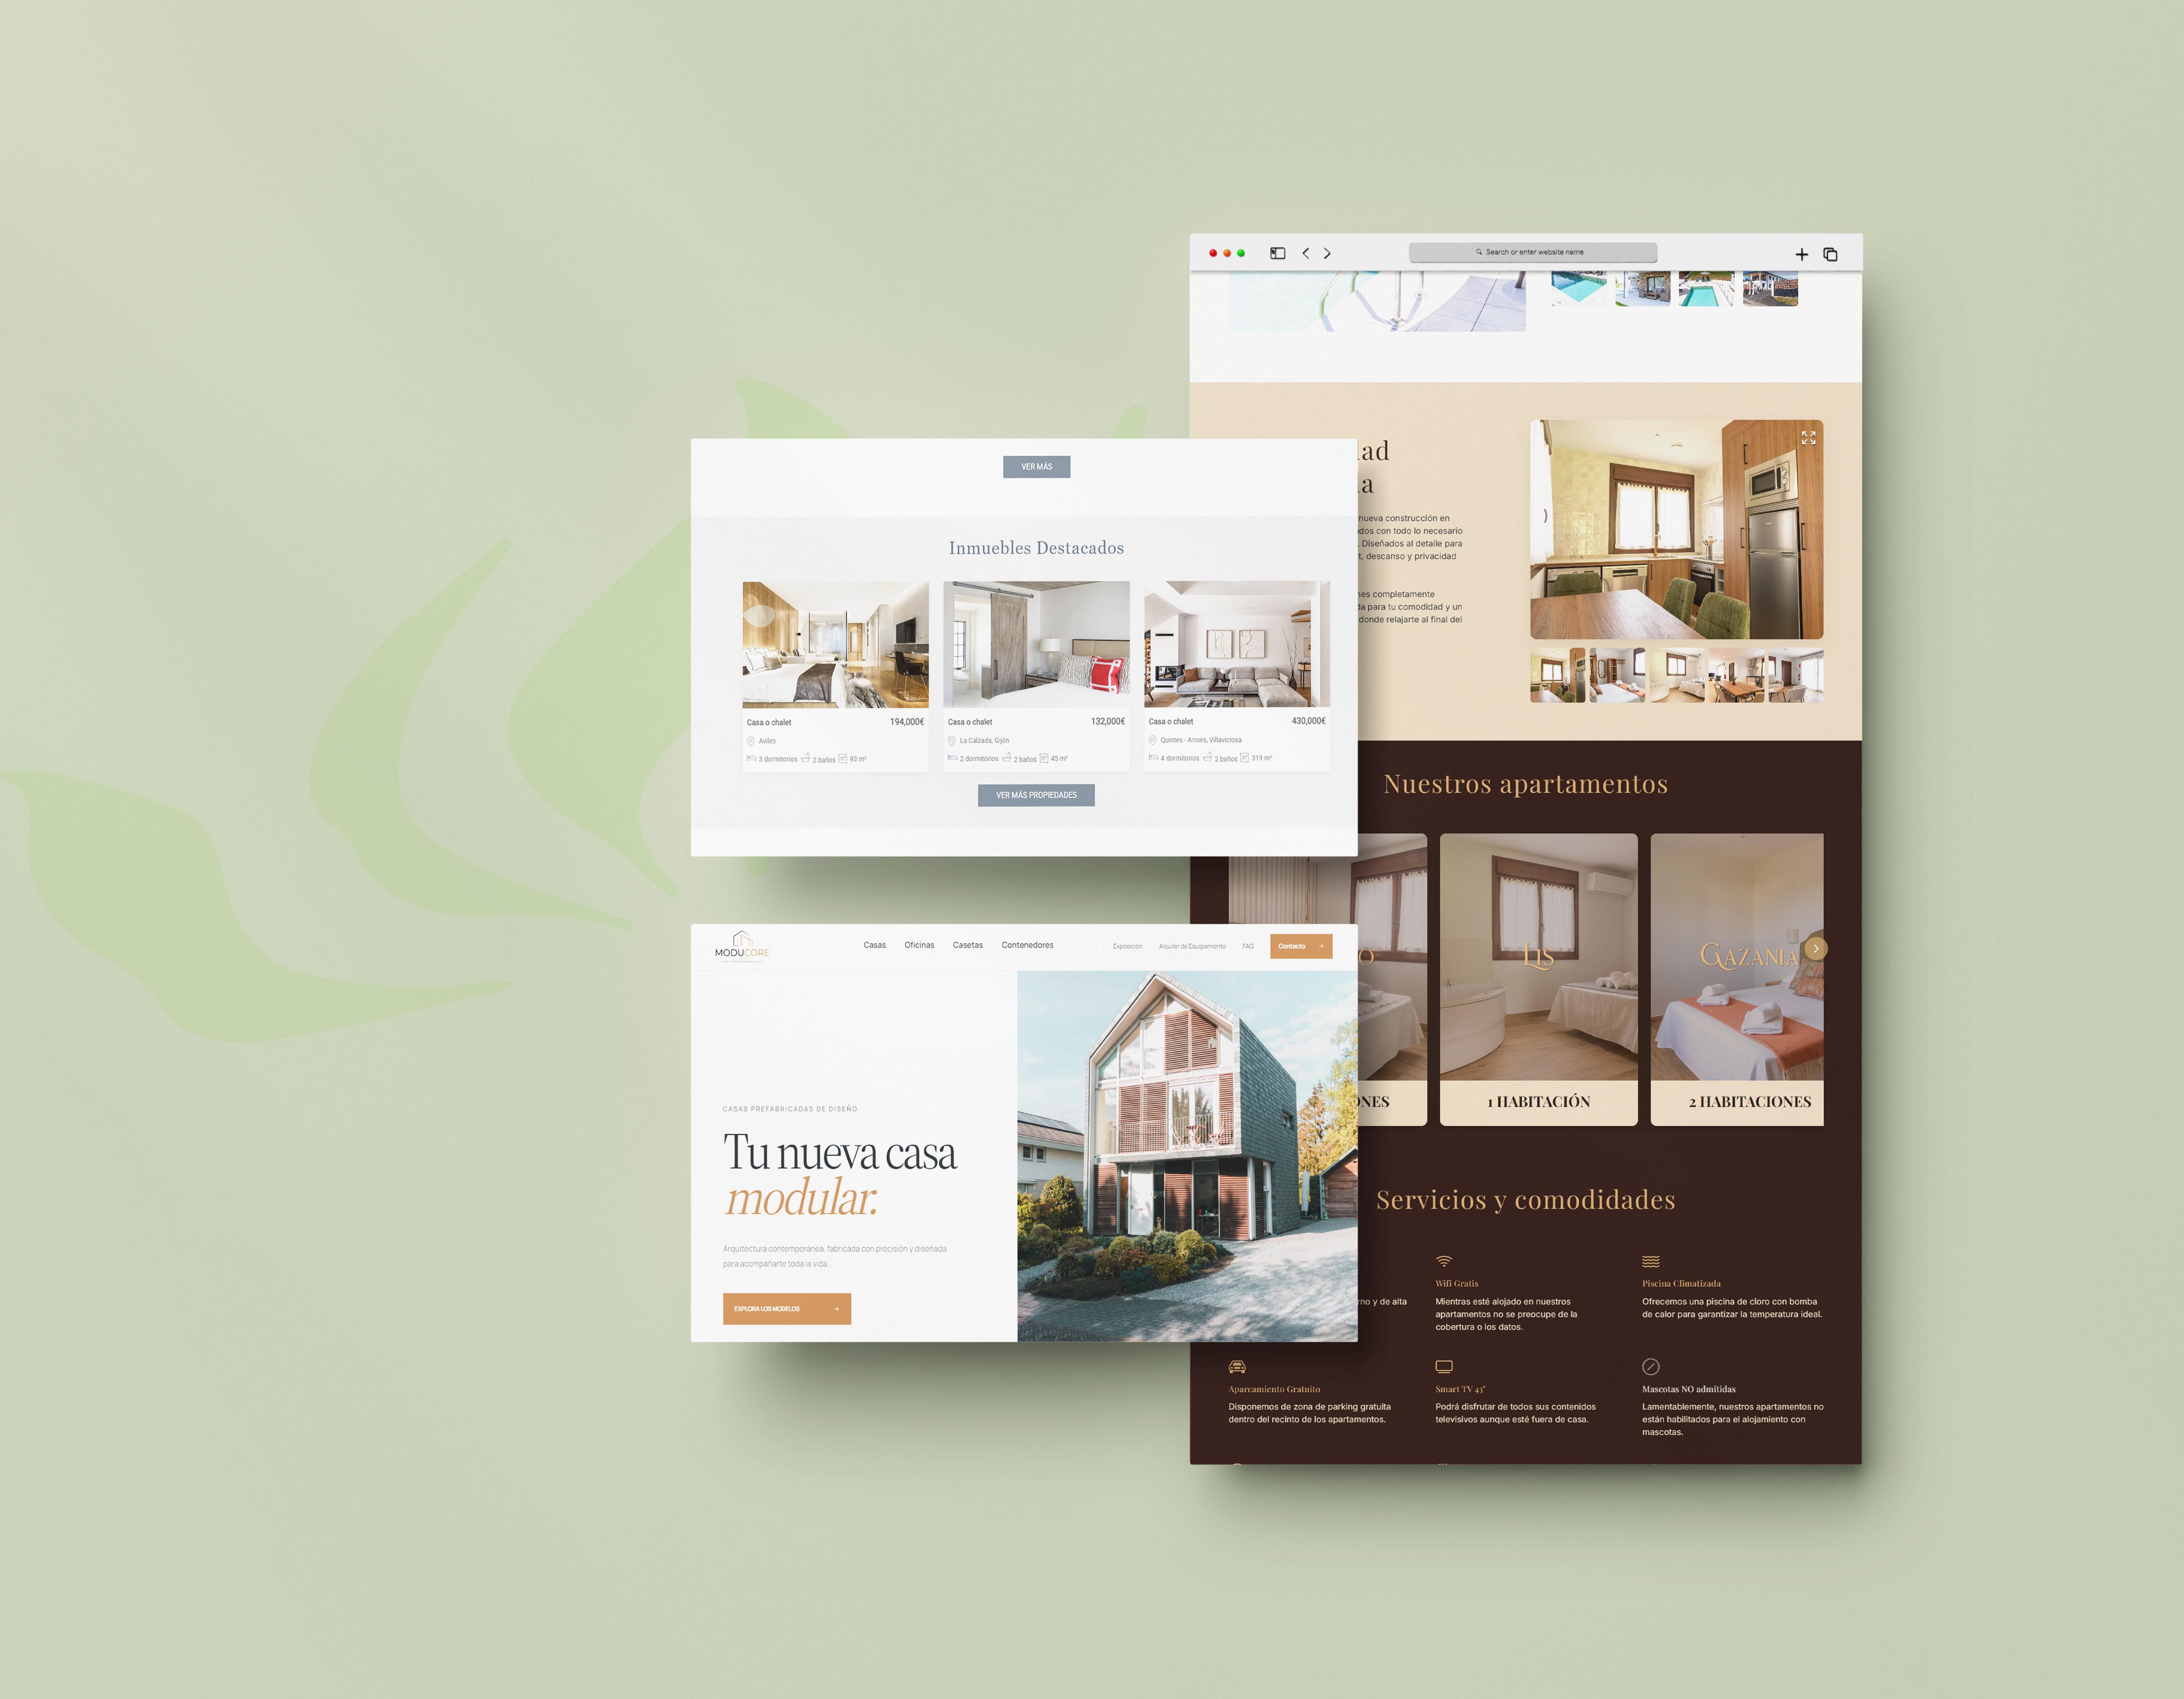 Search or enter website name
ad
a
nueva construcción en
dos con todo lo necesario
. Diseñados al detalle para
t, descanso y privacidad
nes completamente
da para tu comodidad y un
donde relajarte al final del
VER MÁS
Inmuebles Destacados
Casa o chalet 194,000€
Aviles
3 dormitorios 2 baños 93 m²
Casa o chalet 132,000€
La Calzada, Gijón
2 dormitorios 2 baños 45 m²
Casa o chalet 430,000€
Quintes - Arroes, Villaviciosa
4 dormitorios 2 baños 319 m²
VER MÁS PROPIEDADES
Nuestros apartamentos
O
LIS
GAZANIA
ONES
1 HABITACIÓN
2 HABITACIONES
MODUCORE
Casas Oficinas Casetas Contenedores
Exposición Alquiler de Equipamiento FAQ
Contacto
CASAS PREFABRICADAS DE DISEÑO
Tu nueva casa
modular.
Arquitectura contemporánea, fabricada con precisión y diseñada
para acompañarte toda la vida.
EXPLORA LOS MODELOS
Servicios y comodidades
rno y de alta
Wifi Gratis
Mientras esté alojado en nuestros
apartamentos no se preocupe de la
cobertura o los datos.
Piscina Climatizada
Ofrecemos una piscina de cloro con bomba
de calor para garantizar la temperatura ideal.
Aparcamiento Gratuito
Disponemos de zona de parking gratuita
dentro del recinto de los apartamentos.
Smart TV 43"
Podrá disfrutar de todos sus contenidos
televisivos aunque esté fuera de casa.
Mascotas NO admitidas
Lamentablemente, nuestros apartamentos no
están habilitados para el alojamiento con
mascotas.